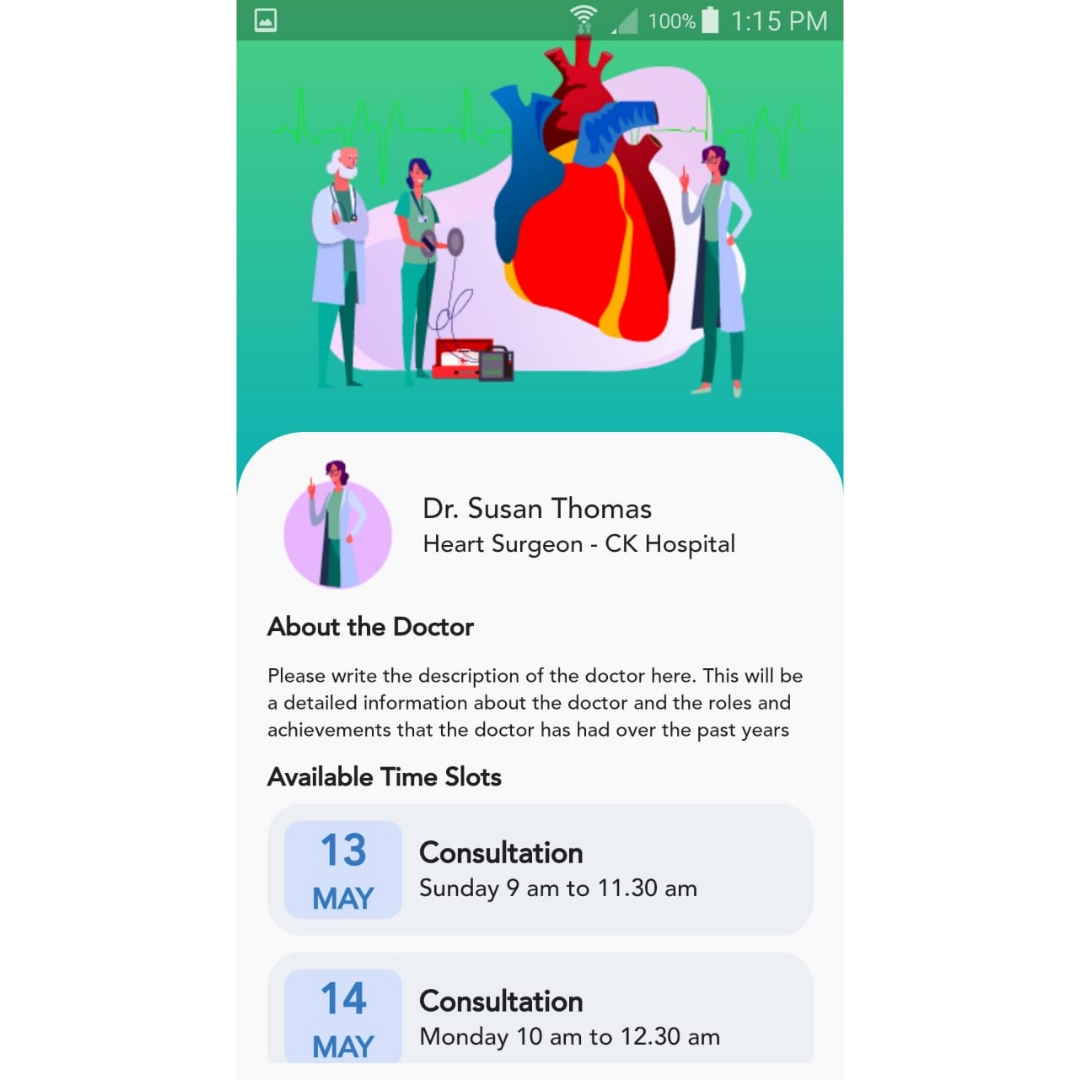 100% 1:15 PM
Dr. Susan Thomas
Heart Surgeon - CK Hospital
About the Doctor
Please write the description of the doctor here. This will be
a detailed information about the doctor and the roles and
achievements that the doctor has had over the past years
Available Time Slots
13
MAY
Consultation
Sunday 9 am to 11.30 am
14
MAY
Consultation
Monday 10 am to 12.30 am